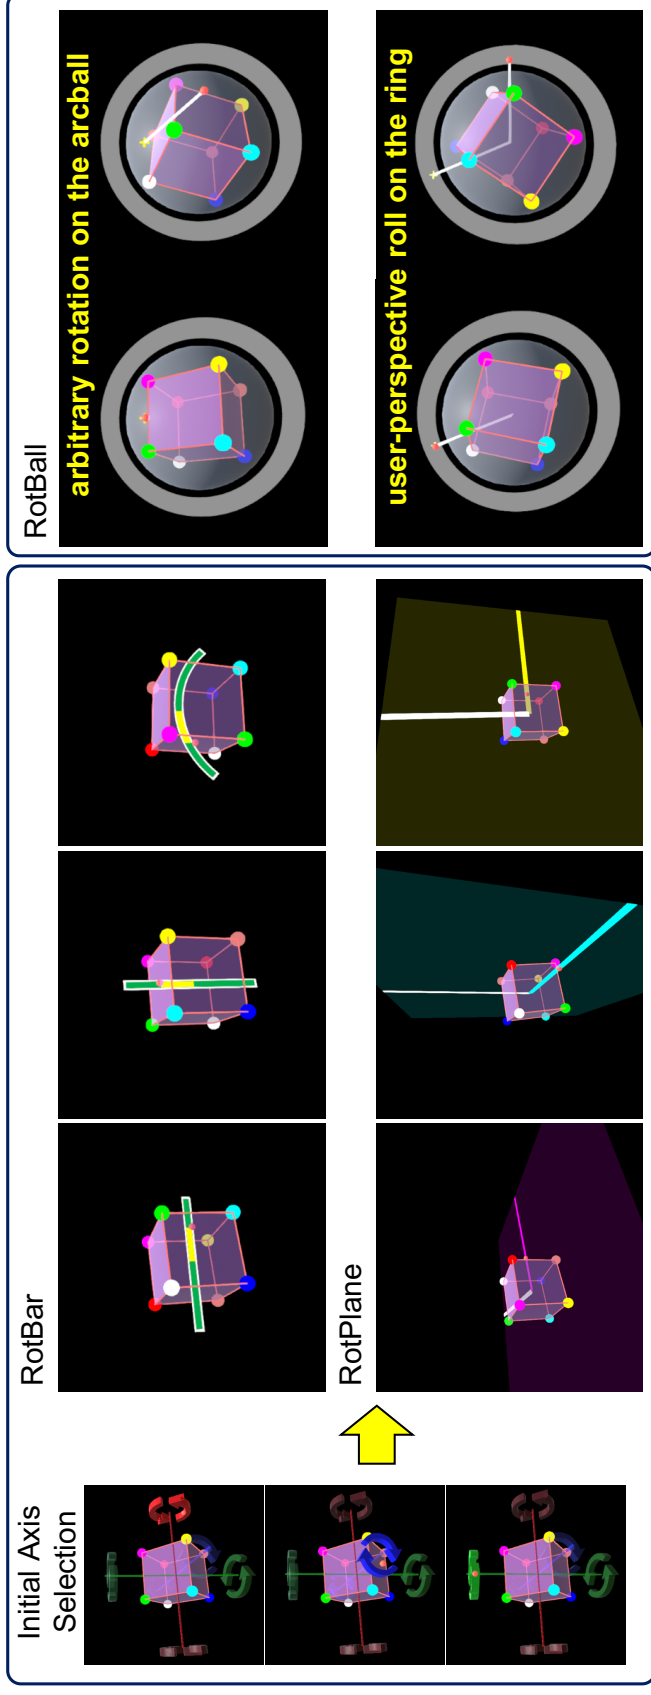 Initial Axis
Selection
RotBar
RotPlane
RotBall
arbitrary rotation on the arcball
user-perspective roll on the ring